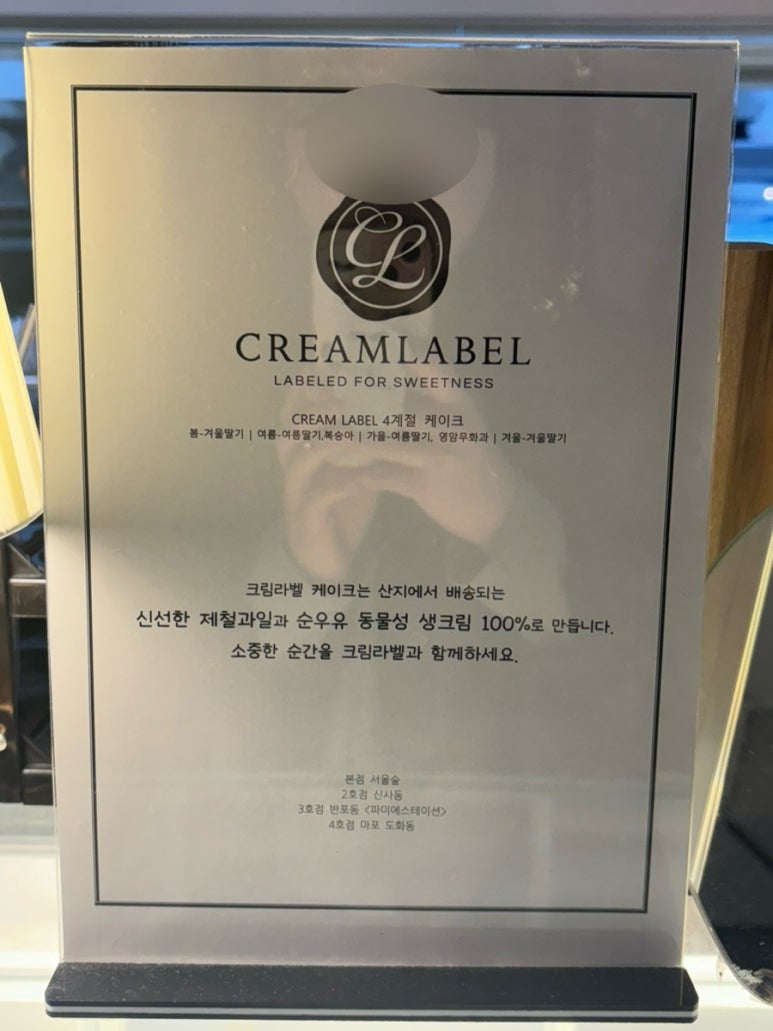 CL
CREAMLABEL
LABELED FOR SWEETNESS
CREAM LABEL 4계절 케이크
봄-겨울딸기 | 여름-여름딸기,복숭아 | 가을-여름딸기, 영암무화과 | 겨울-겨울딸기
크림라벨 케이크는 산지에서 배송되는
신선한 제철과일과 순우유 동물성 생크림 100%로 만듭니다.
소중한 순간을 크림라벨과 함께하세요.
본점 서울숲
2호점 신사동
3호점 반포동 <파미에스테이션>
4호점 마포 도화동